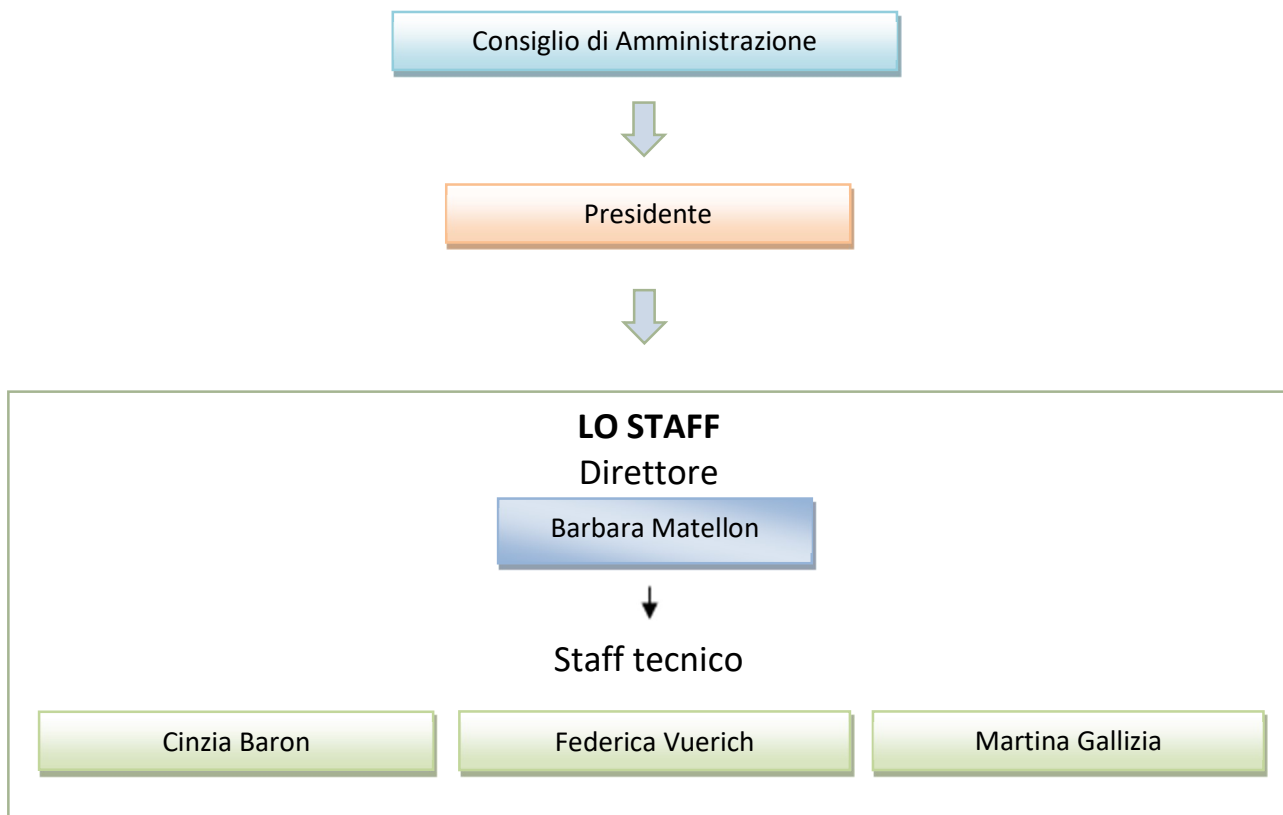 Consiglio di Amministrazione
Presidente
LO STAFF
Direttore
Barbara Matellon
Staff tecnico
Cinzia Baron
Federica Vuerich
Martina Gallizia